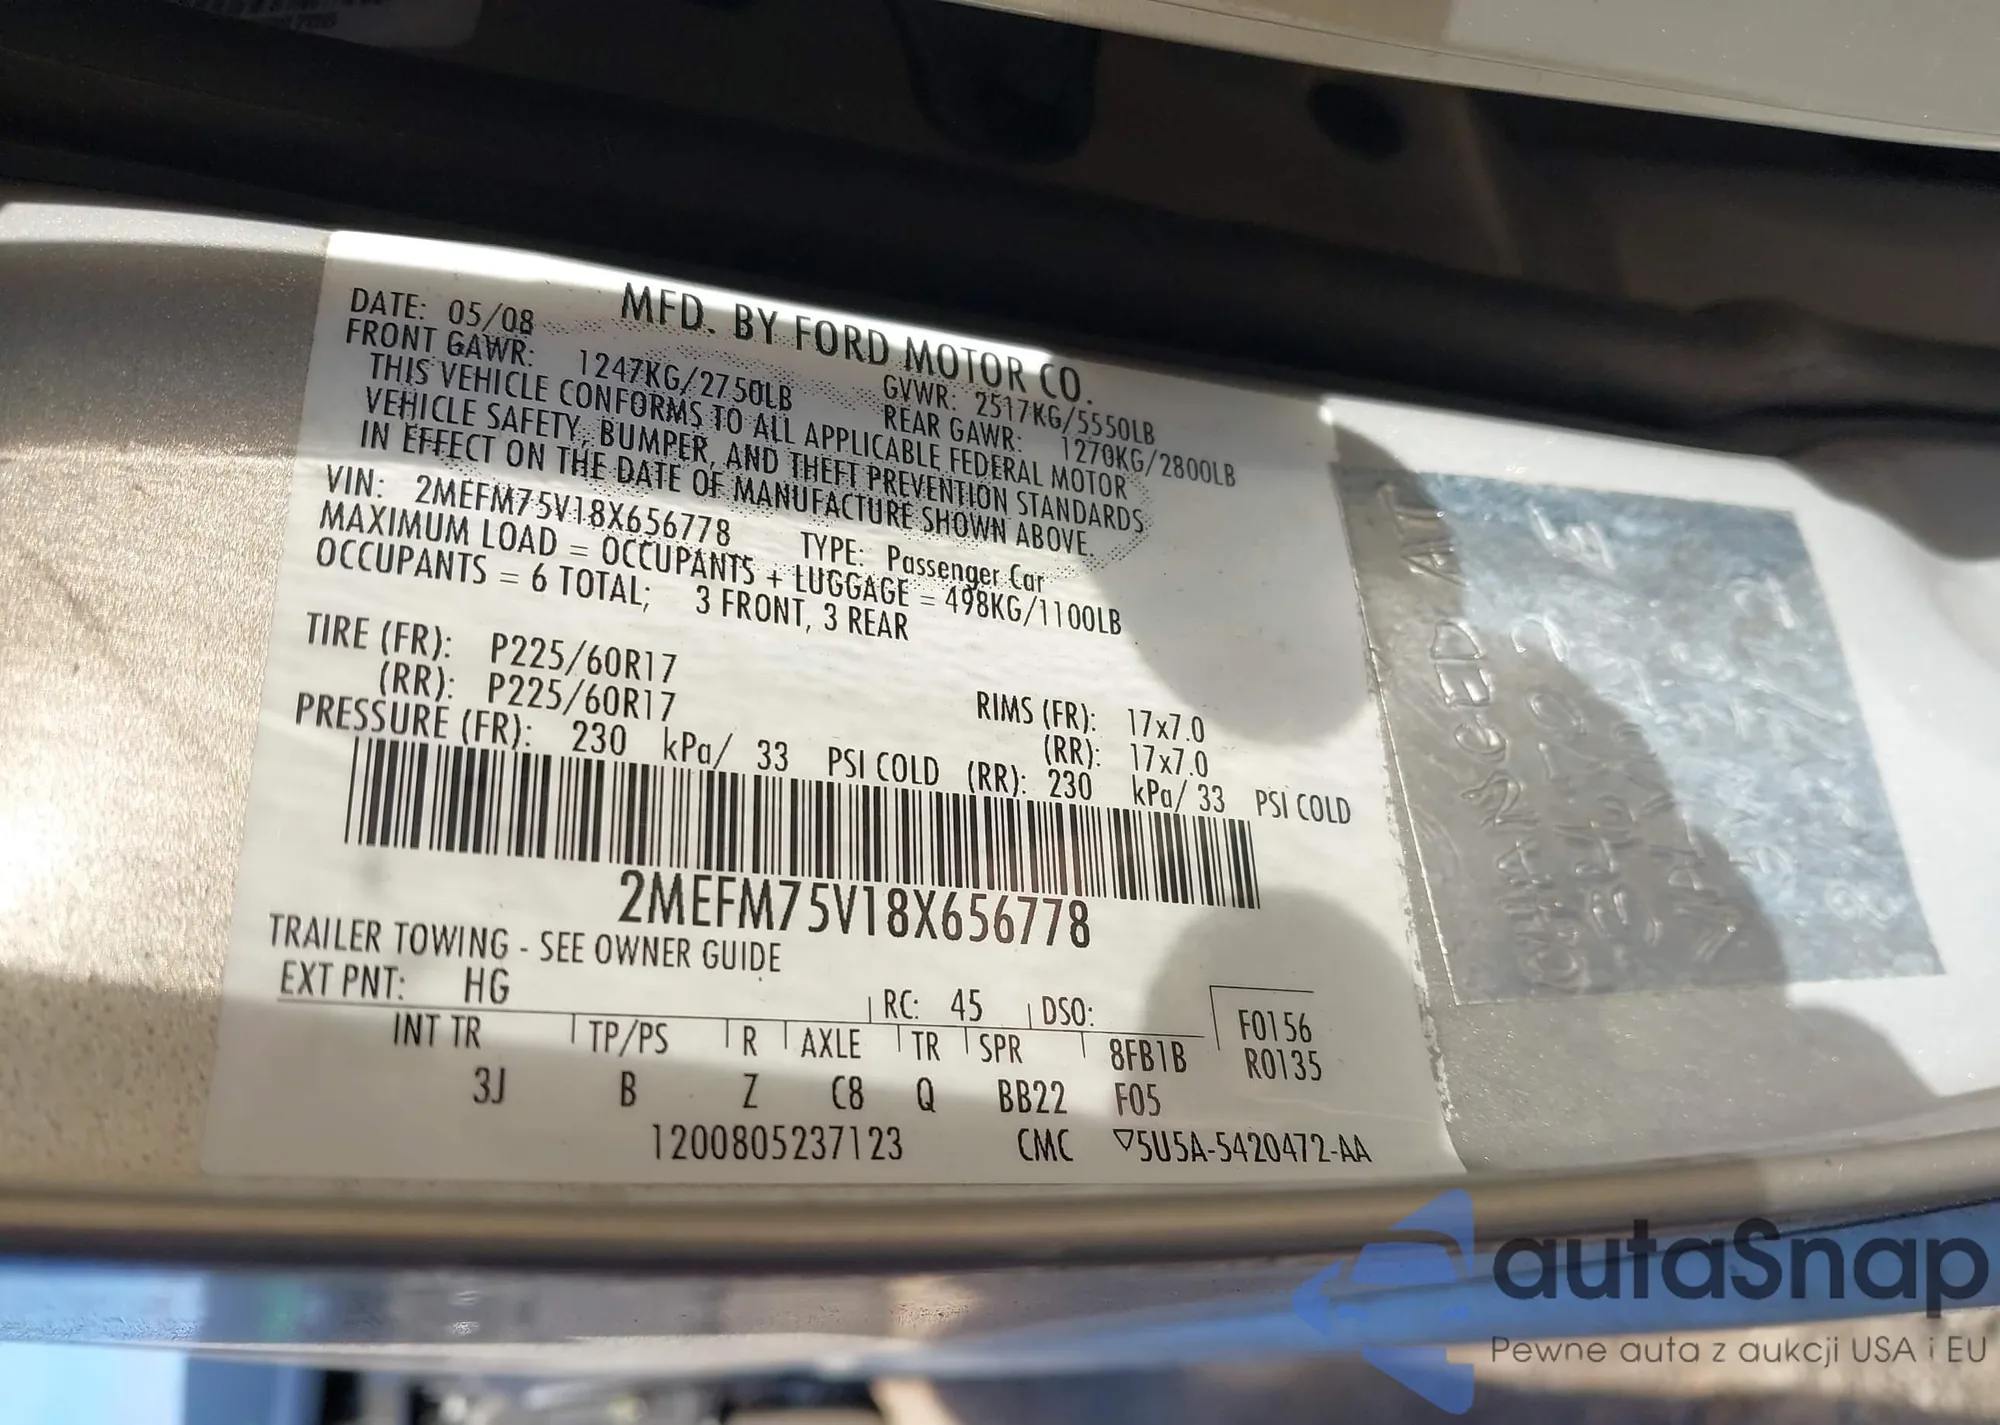 MFD. BY FORD MOTOR CO.
DATE: 05/08
GVWR: 2517KG/5550LB
FRONT GAWR: 1247KG/2750LB
REAR GAWR: 1270KG/2800LB
THIS VEHICLE CONFORMS TO ALL APPLICABLE FEDERAL MOTOR
VEHICLE SAFETY, BUMPER, AND THEFT PREVENTION STANDARDS
IN EFFECT ON THE DATE OF MANUFACTURE SHOWN ABOVE.
VIN: 2MEFM75V18X656778 TYPE: Passenger Car
MAXIMUM LOAD = OCCUPANTS + LUGGAGE = 498KG/1100LB
OCCUPANTS = 6 TOTAL; 3 FRONT, 3 REAR
TIRE (FR): P225/60R17 RIMS (FR): 17x7.0
(RR): P225/60R17 (RR): 17x7.0
PRESSURE (FR): 230 kPa/ 33 PSI COLD (RR): 230 kPa/ 33 PSI COLD
2MEFM75V18X656778
TRAILER TOWING - SEE OWNER GUIDE
EXT PNT: HG RC: 45 DSO: F0156
INT TR TP/PS R AXLE TR SPR 8FB1B R0135
3J B Z C8 Q BB22 F05
1200805237123 CMC ▽5U5A-5420472-AA
CHANGED AT
autaSnap
Pewne auta z aukcji USA i EU